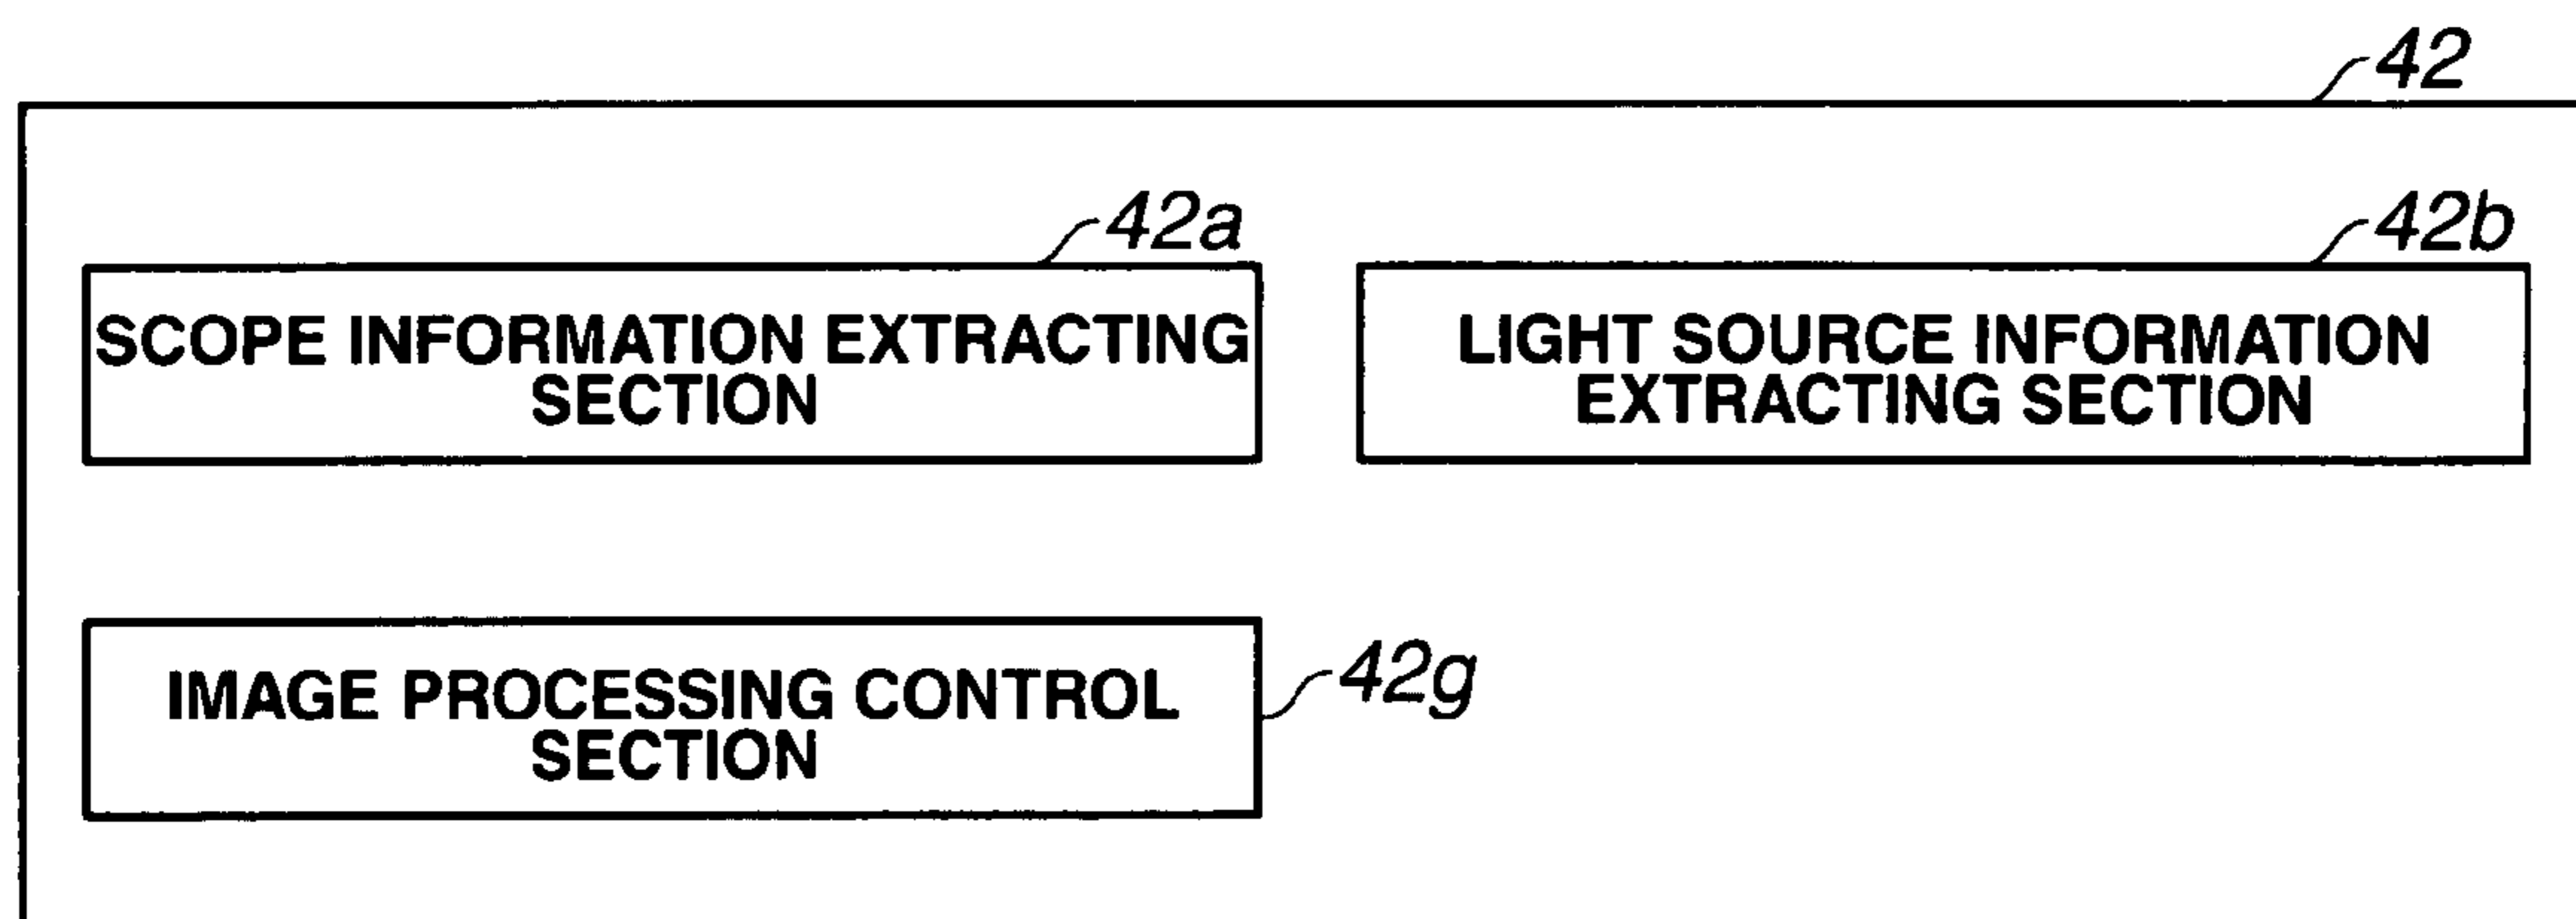 42
42a
42b
SCOPE INFORMATION EXTRACTING
SECTION
LIGHT SOURCE INFORMATION
EXTRACTING SECTION
IMAGE PROCESSING CONTROL
SECTION
42g